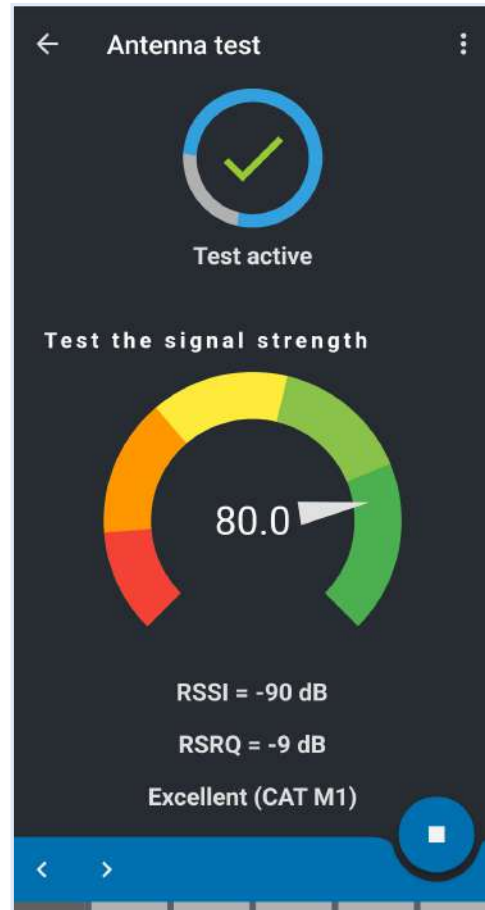 Antenna test
Test active
Test the signal strength
80.0
RSSI = -90 dB
RSRQ = -9 dB
Excellent (CAT M1)